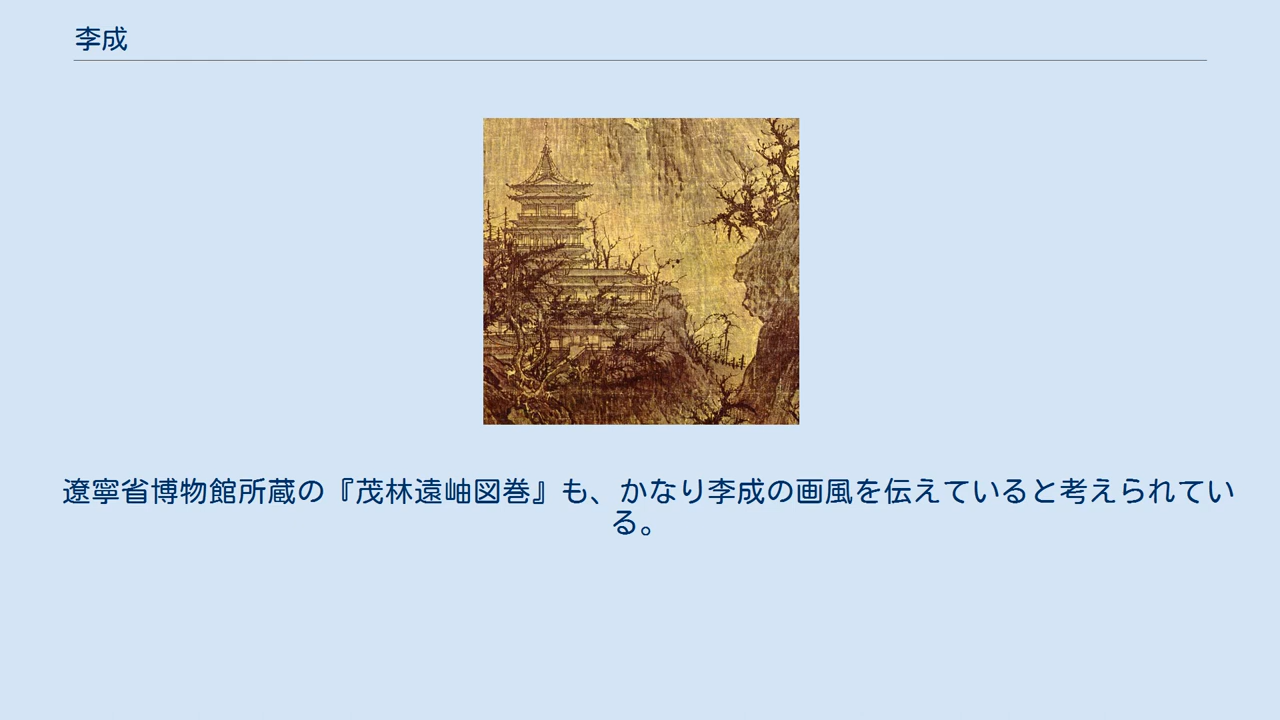 李成
遼寧省博物館所蔵の『茂林遠岫図巻』も、かなり李成の画風を伝えていると考えられてい
る。